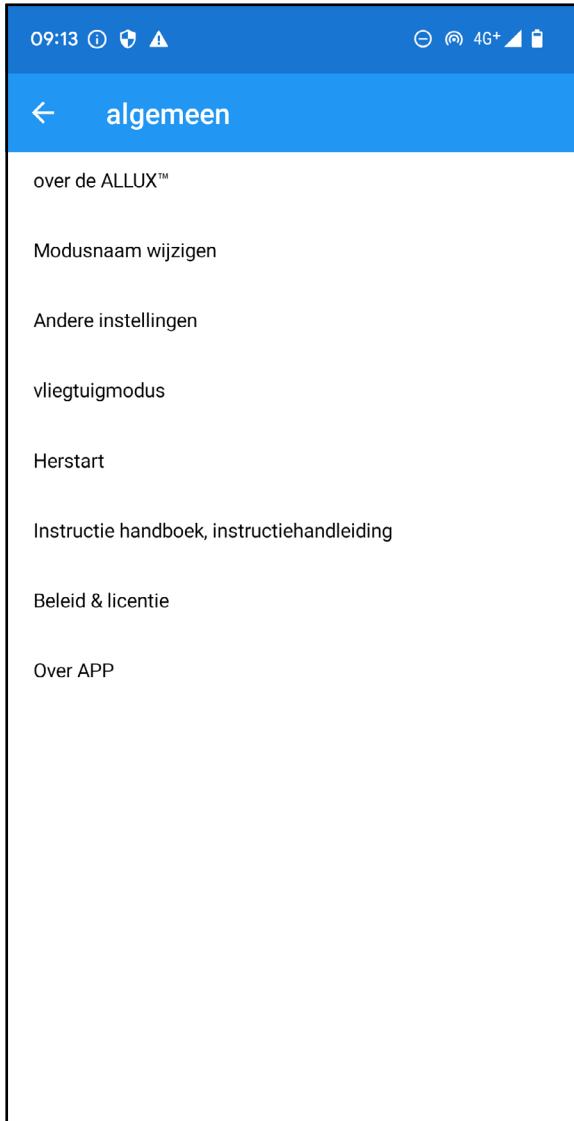 09:13 4G+
algemeen
over de ALLUX™
Modusnaam wijzigen
Andere instellingen
vliegtuigmodus
Herstart
Instructie handboek, instructiehandleiding
Beleid & licentie
Over APP